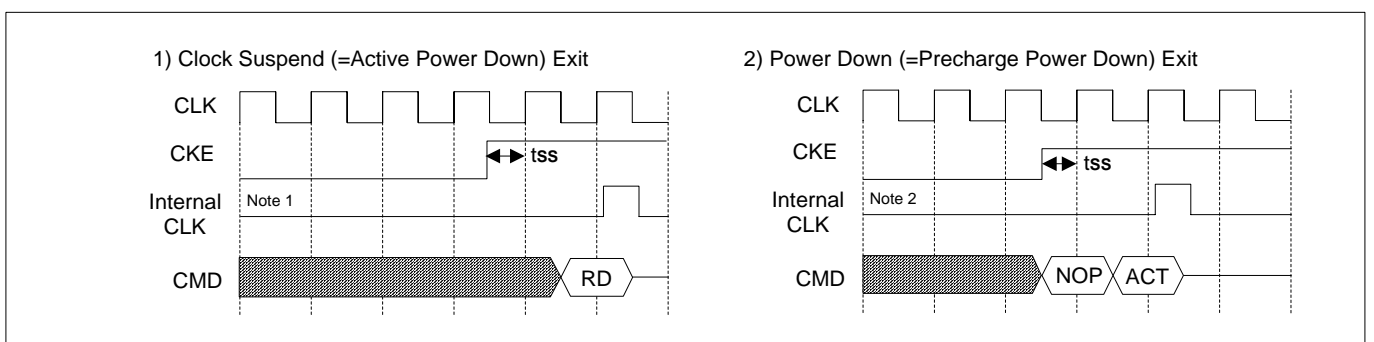 1) Clock Suspend (=Active Power Down) Exit
CLK
CKE
tss
Internal
CLK
Note 1
CMD
RD
2) Power Down (=Precharge Power Down) Exit
CLK
CKE
tss
Internal
CLK
Note 2
CMD
NOP
ACT